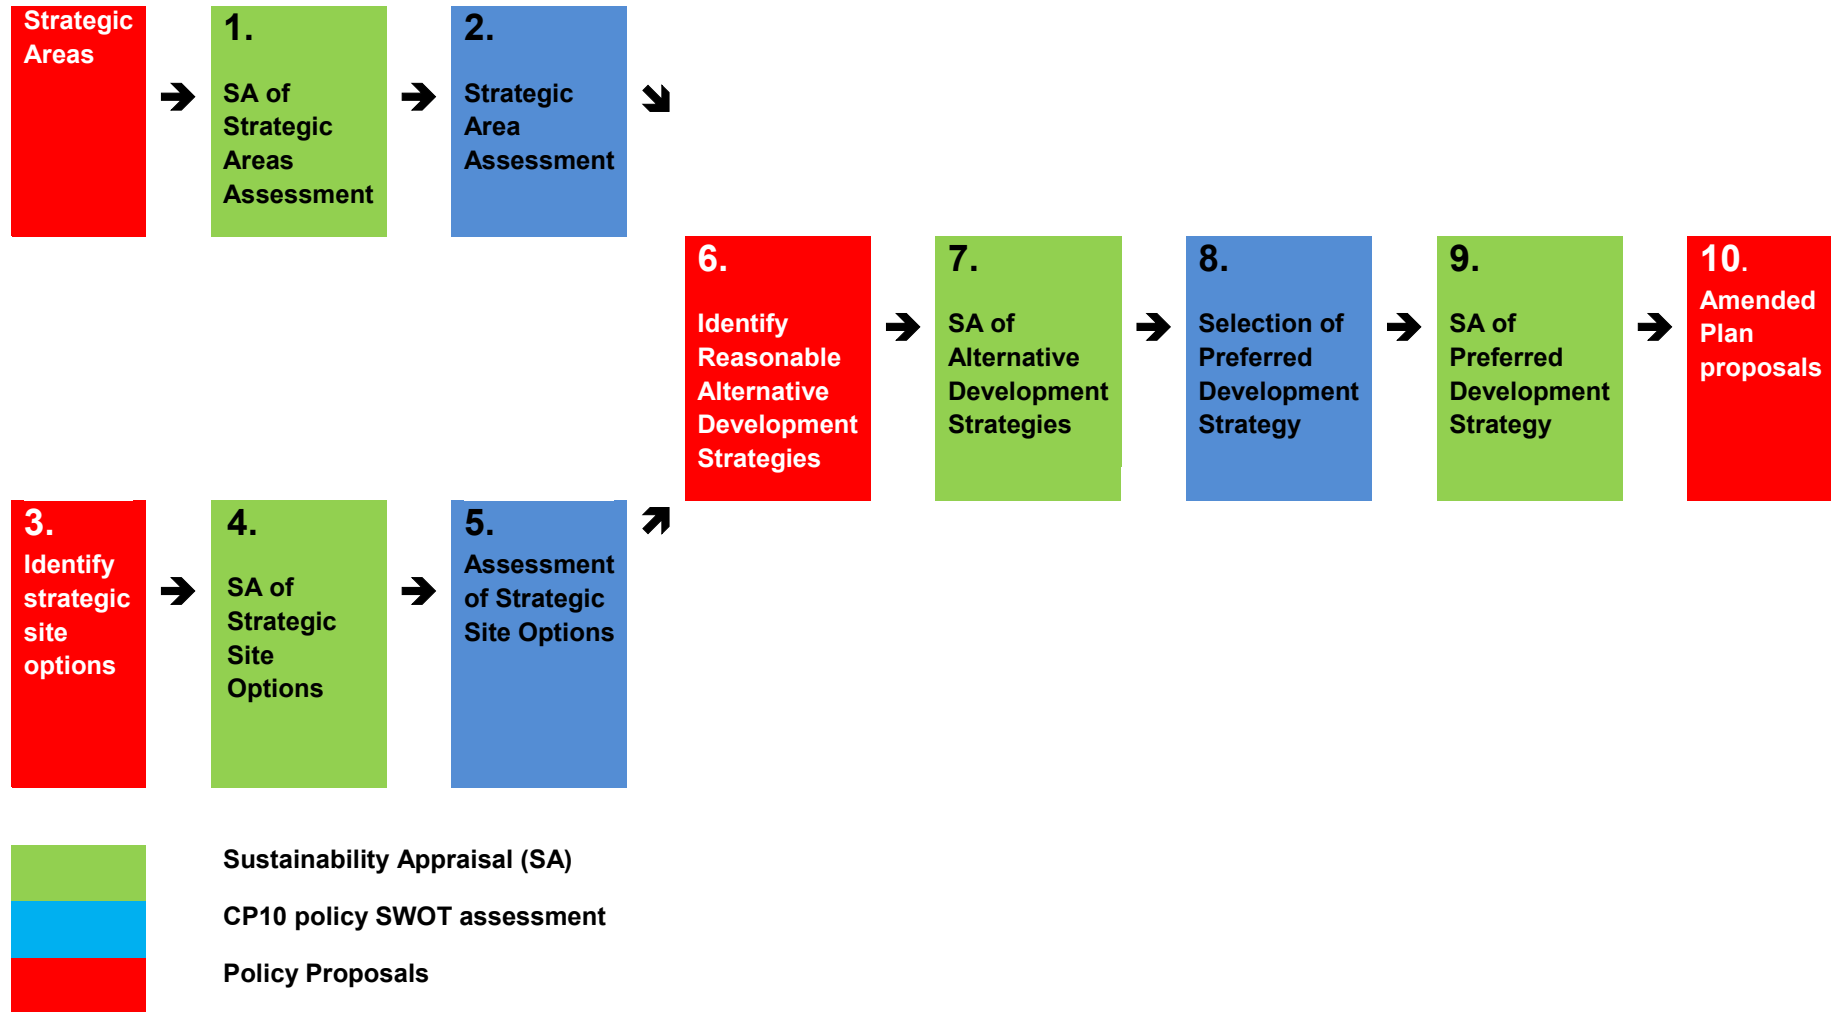 Strategic
Areas
1.
SA of
Strategic
Areas
Assessment
2.
Strategic
Area
Assessment
3.
Identify
strategic
site
options
4.
SA of
Strategic
Site
Options
5.
Assessment
of Strategic
Site Options
6.
Identify
Reasonable
Alternative
Development
Strategies
7.
SA of
Alternative
Development
Strategies
8.
Selection of
Preferred
Development
Strategy
9.
SA of
Preferred
Development
Strategy
10.
Amended
Plan
proposals
Sustainability Appraisal (SA)
CP10 policy SWOT assessment
Policy Proposals